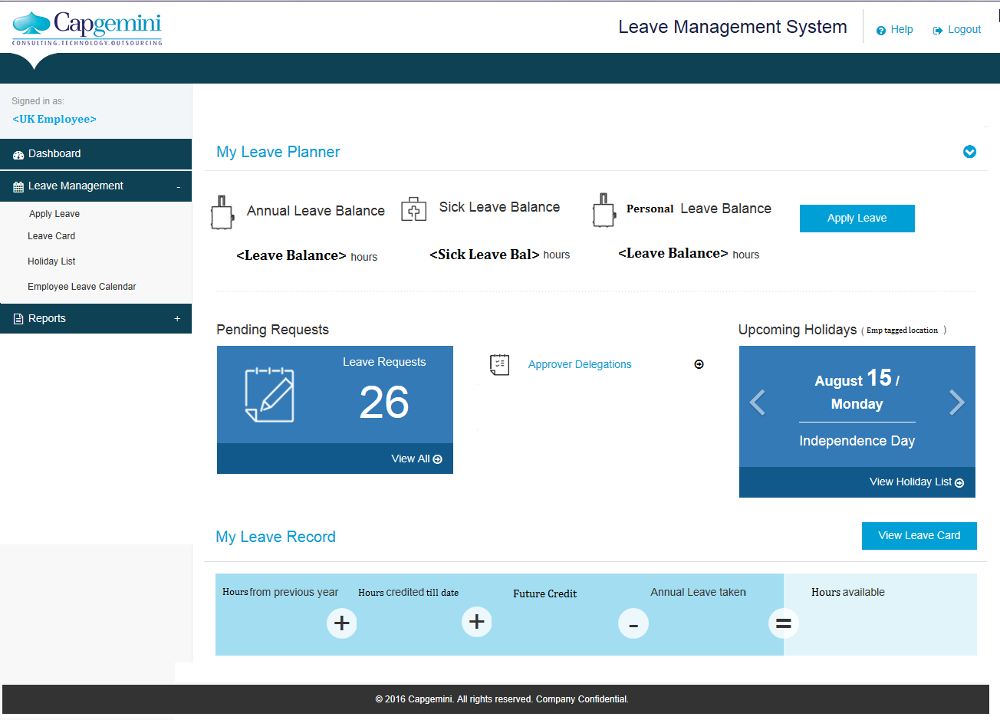 Capgemini
CONSULTING.TECHNOLOGY.OUTSOURCING
Leave Management System
Help
Logout
Signed in as:
<UK Employee>
Dashboard
Leave Management -
Apply Leave
Leave Card
Holiday List
Employee Leave Calendar
Reports +
My Leave Planner
Annual Leave Balance
<Leave Balance> hours
Sick Leave Balance
<Sick Leave Bal> hours
Personal Leave Balance
<Leave Balance> hours
Apply Leave
Pending Requests
Leave Requests
26
View All
Approver Delegations
Upcoming Holidays ( Emp tagged location )
August 15 /
Monday
Independence Day
View Holiday List
My Leave Record
View Leave Card
Hours from previous year
+
Hours credited till date
+
Future Credit
-
Annual Leave taken
=
Hours available
© 2016 Capgemini. All rights reserved. Company Confidential.